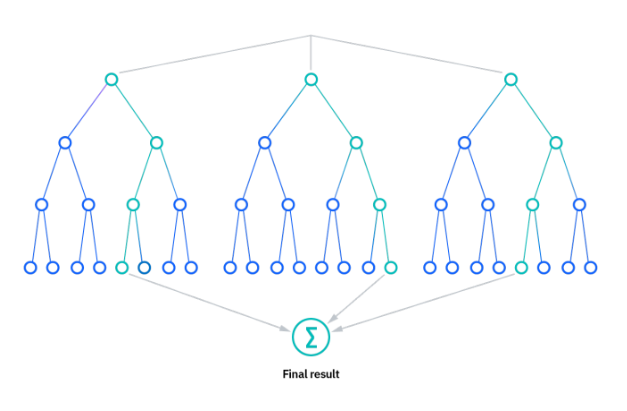 Σ
Final result